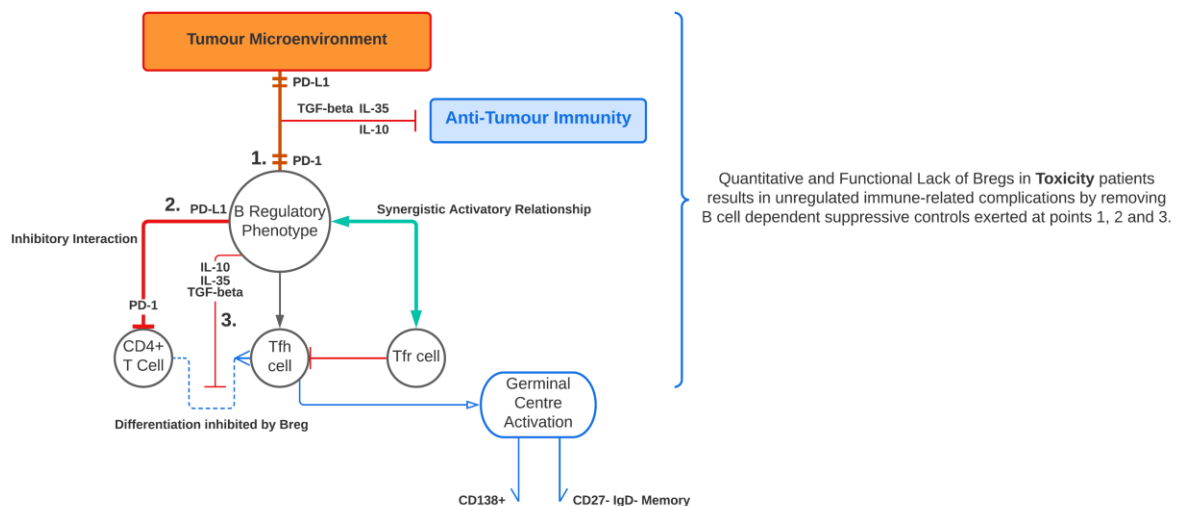 Tumour Microenvironment
PD-L1
TGF-beta IL-35
IL-10
Anti-Tumour Immunity
1.
PD-1
2.
PD-L1
B Regulatory
Phenotype
Synergistic Activatory Relationship
Inhibitory Interaction
IL-10
IL-35
TGF-beta
PD-1
3.
CD4+
T Cell
Tfh
cell
Tfr cell
Differentiation inhibited by Breg
Germinal
Centre
Activation
CD138+
CD27- IgD- Memory
Quantitative and Functional Lack of Bregs in Toxicity patients
results in unregulated immune-related complications by removing
B cell dependent suppressive controls exerted at points 1, 2 and 3.